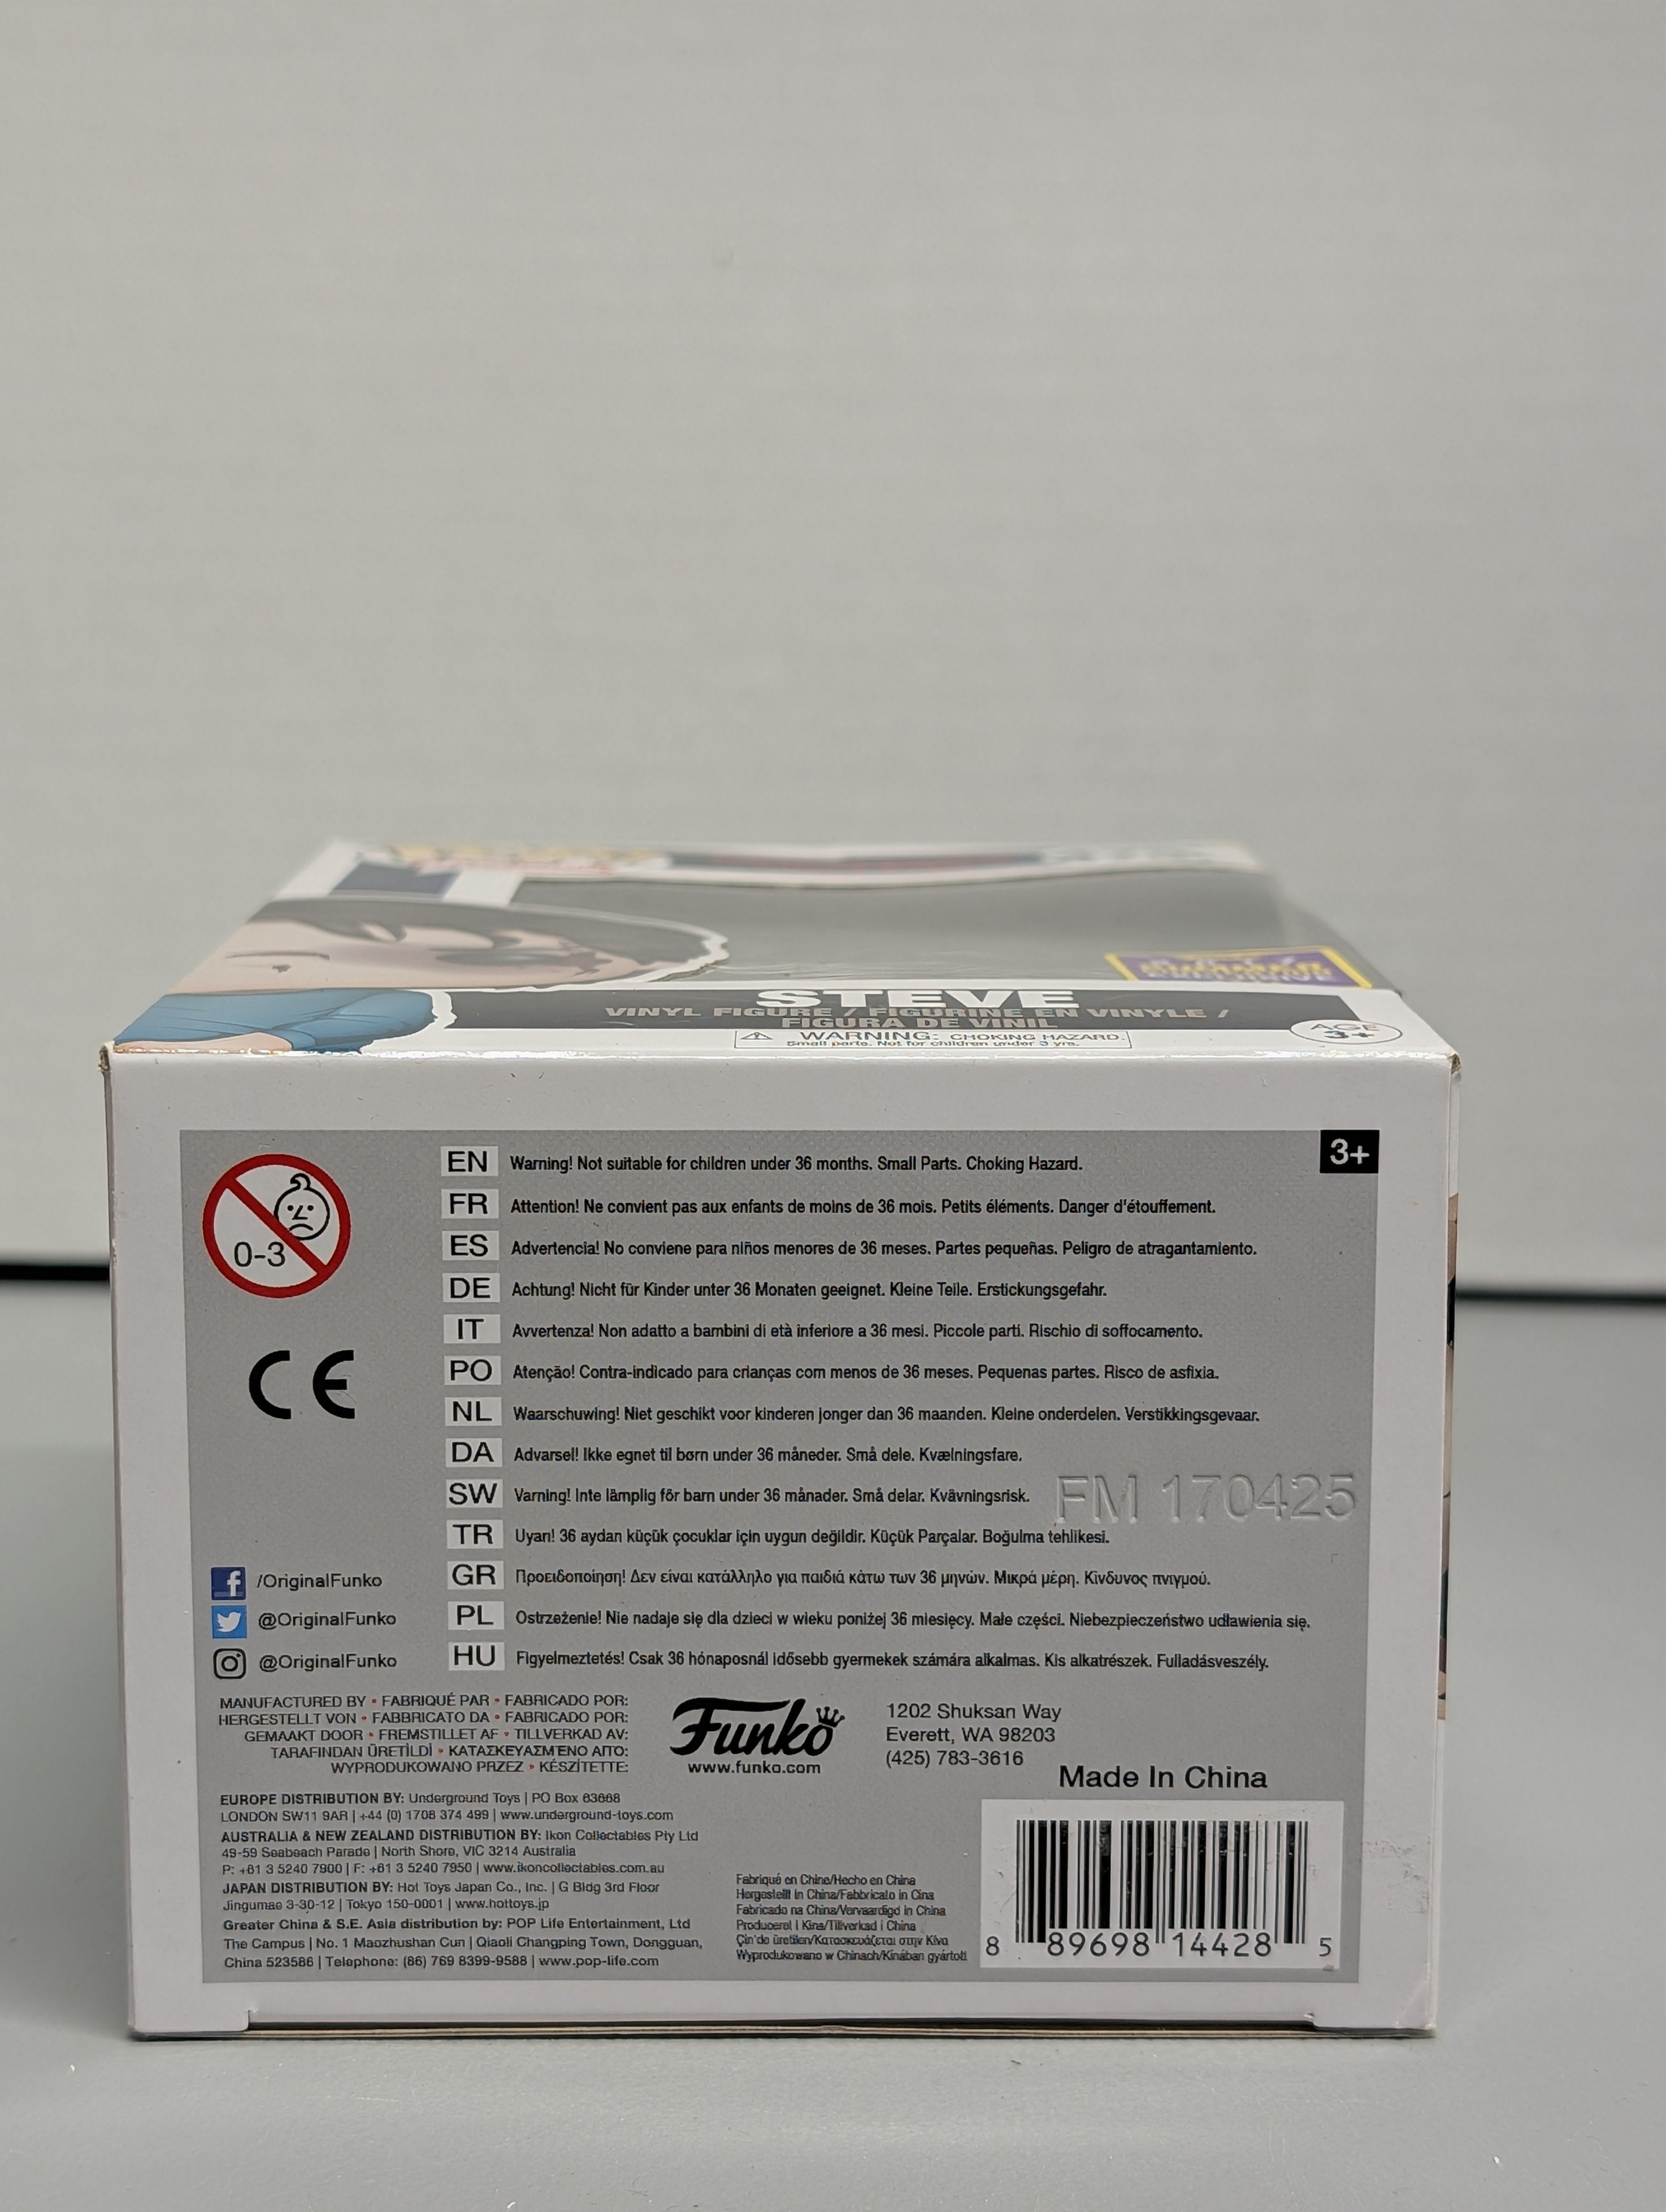 STEVE
VINYL FIGURE / FIGURINE EN VINYLE /
FIGURA DE VINIL
WARNING: CHOKING HAZARD.
Small parts. Not for children under 3 yrs.
AGE
3+
3+
0-3
EN Warning! Not suitable for children under 36 months. Small Parts. Choking Hazard.
FR Attention! Ne convient pas aux enfants de moins de 36 mois. Petits éléments. Danger d'étouffement.
ES Advertencia! No conviene para niños menores de 36 meses. Partes pequeñas. Peligro de atragantamiento.
DE Achtung! Nicht für Kinder unter 36 Monaten geeignet. Kleine Teile. Erstickungsgefahr.
IT Avvertenza! Non adatto a bambini di età inferiore a 36 mesi. Piccole parti. Rischio di soffocamento.
PO Atenção! Contra-indicado para crianças com menos de 36 meses. Pequenas partes. Risco de asfixia.
NL Waarschuwing! Niet geschikt voor kinderen jonger dan 36 maanden. Kleine onderdelen. Verstikkingsgevaar.
DA Advarsel! Ikke egnet til børn under 36 måneder. Små dele. Kvælningsfare.
SW Varning! Inte lämplig för barn under 36 månader. Små delar. Kvävningsrisk.
FM 170425
TR Uyarı! 36 aydan küçük çocuklar için uygun değildir. Küçük Parçalar. Boğulma tehlikesi.
GR Προειδοποίηση! Δεν είναι κατάλληλο για παιδιά κάτω των 36 μηνών. Μικρά μέρη. Κίνδυνος πνιγμού.
PL Ostrzeżenie! Nie nadaje się dla dzieci w wieku poniżej 36 miesięcy. Małe części. Niebezpieczeństwo udławienia się.
HU Figyelmeztetés! Csak 36 hónaposnál idősebb gyermekek számára alkalmas. Kis alkatrészek. Fulladásveszély.
CE
/OriginalFunko
@OriginalFunko
@OriginalFunko
MANUFACTURED BY • FABRIQUÉ PAR • FABRICADO POR:
HERGESTELLT VON • FABBRICATO DA • FABRICADO POR:
GEMAAKT DOOR • FREMSTILLET AF • TILLVERKAD AV:
TARAFINDAN ÜRETİLDİ • ΚΑΤΑΣΚΕΥΑΣΜΈΝΟ ΑΠΌ:
WYPRODUKOWANO PRZEZ • KÉSZÍTETTE:
Funko
www.funko.com
1202 Shuksan Way
Everett, WA 98203
(425) 783-3616
Made In China
EUROPE DISTRIBUTION BY: Underground Toys | PO Box 63668
LONDON SW11 9AR | +44 (0) 1708 374 499 | www.underground-toys.com
AUSTRALIA & NEW ZEALAND DISTRIBUTION BY: Ikon Collectables Pty Ltd
49-59 Seabeach Parade | North Shore, VIC 3214 Australia
P: +61 3 5240 7900 | F: +61 3 5240 7950 | www.ikoncollectables.com.au
JAPAN DISTRIBUTION BY: Hot Toys Japan Co., Inc. | G Bldg 3rd Floor
Jingumae 3-30-12 | Tokyo 150-0001 | www.hottoys.jp
Greater China & S.E. Asia distribution by: POP Life Entertainment, Ltd
The Campus | No. 1 Maozhushan Cun | Qiaoli Changping Town, Dongguan,
China 523586 | Telephone: (86) 769 8399-9588 | www.pop-life.com
Fabriqué en Chine/Hecho en China
Hergestellt in China/Fabbricato in Cina
Fabricado na China/Vervaardigd in China
Produceret i Kina/Tillverkad i China
Çin'de üretilen/Κατασκευάζεται στην Κίνα
Wyprodukowano w Chinach/Kínában gyártott
8 89698 14428 5